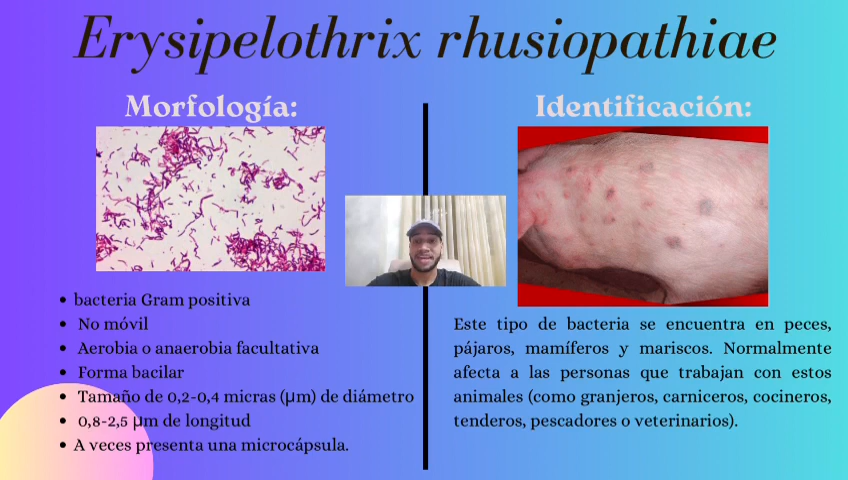 Erysipelothrix rhusiopathiae
Morfología:
bacteria Gram positiva
No móvil
Aerobia o anaerobia facultativa
Forma bacilar
Tamaño de 0,2-0,4 micras (μm) de diámetro
0,8-2,5 μm de longitud
A veces presenta una microcápsula.
Identificación:
Este tipo de bacteria se encuentra en peces,
pájaros, mamíferos y mariscos. Normalmente
afecta a las personas que trabajan con estos
animales (como granjeros, carniceros, cocineros,
tenderos, pescadores o veterinarios).